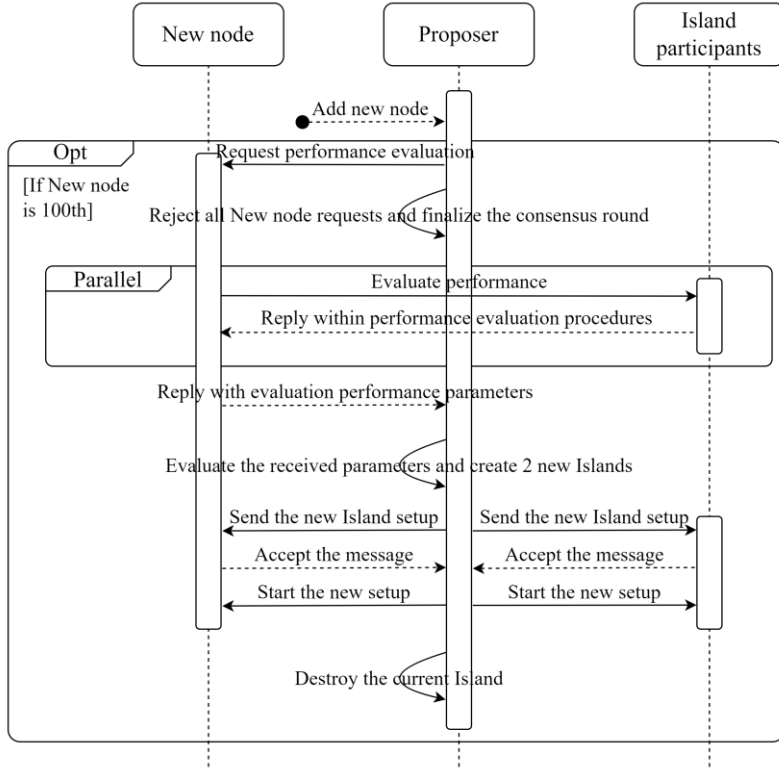 New node
Proposer
Island
participants
Add new node
Opt
Request performance evaluation
[If New node
is 100th]
Reject all New node requests and finalize the consensus round
Parallel
Evaluate performance
Reply within performance evaluation procedures
Reply with evaluation performance parameters
Evaluate the received parameters and create 2 new Islands
Send the new Island setup
Send the new Island setup
Accept the message
Accept the message
Start the new setup
Start the new setup
Destroy the current Island